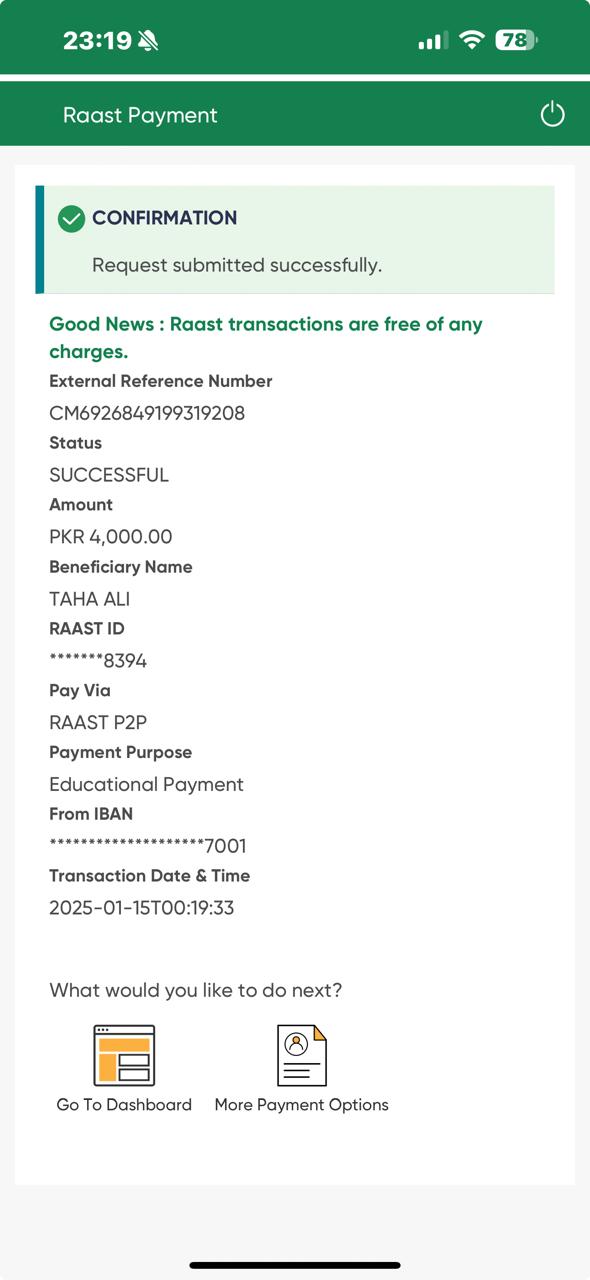 23:19
78
Raast Payment
CONFIRMATION
Request submitted successfully.
Good News : Raast transactions are free of any
charges.
External Reference Number
CM6926849199319208
Status
SUCCESSFUL
Amount
PKR 4,000.00
Beneficiary Name
TAHA ALI
RAAST ID
*******8394
Pay Via
RAAST P2P
Payment Purpose
Educational Payment
From IBAN
********************7001
Transaction Date & Time
2025-01-15T00:19:33
What would you like to do next?
Go To Dashboard
More Payment Options